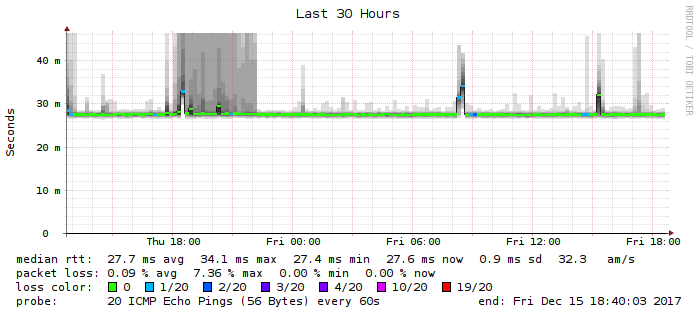 Last 30 Hours
RRDTOOL / TOBI OETIKER
Seconds
40 m
30 m
20 m
10 m
0
Thu 18:00 Fri 00:00 Fri 06:00 Fri 12:00 Fri 18:00
median rtt: 27.7 ms avg 34.1 ms max 27.4 ms min 27.6 ms now 0.9 ms sd 32.3 am/s
packet loss: 0.09 % avg 7.36 % max 0.00 % min 0.00 % now
loss color: 0 1/20 2/20 3/20 4/20 10/20 19/20
probe: 20 ICMP Echo Pings (56 Bytes) every 60s end: Fri Dec 15 18:40:03 2017